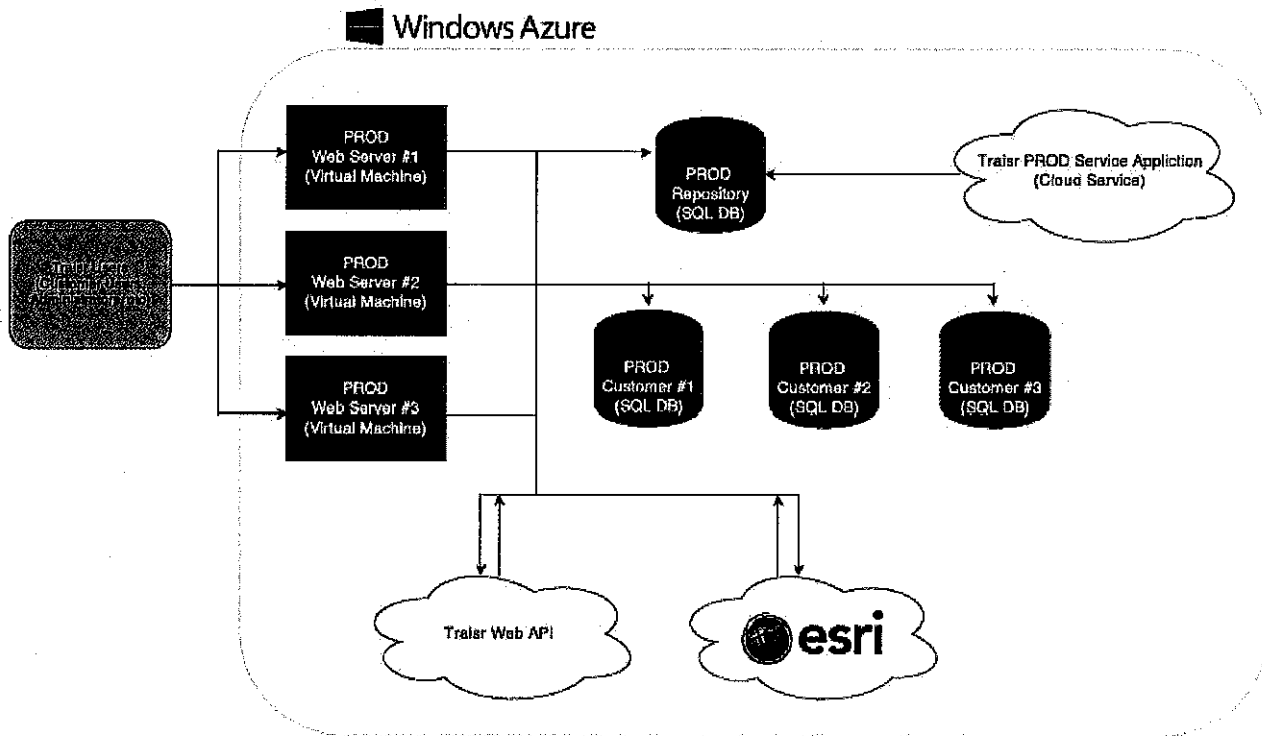 Windows Azure
PROD
Web Server #1
(Virtual Machine)
PROD
Repository
(SQL DB)
Traisr PROD Service Appliction
(Cloud Service)
PROD
Web Server #2
(Virtual Machine)
PROD
Customer #1
(SQL DB)
PROD
Customer #2
(SQL DB)
PROD
Customer #3
(SQL DB)
PROD
Web Server #3
(Virtual Machine)
Traisr Web API
esri